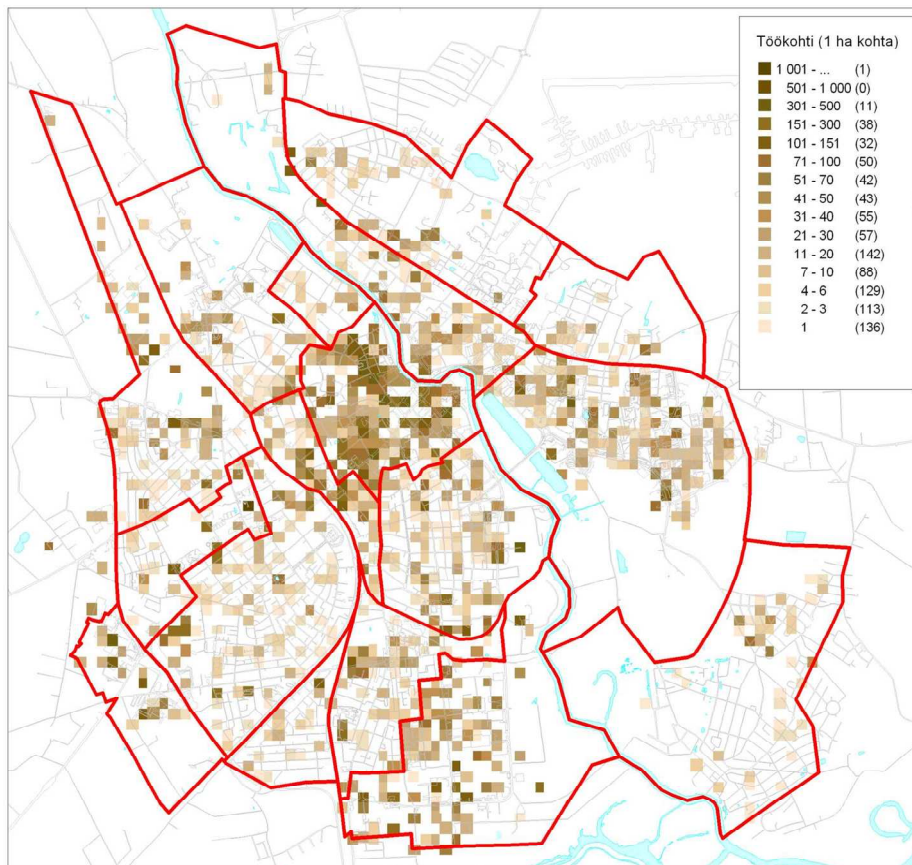 Töökohti (1 ha kohta)
1 001 - ... (1)
501 - 1 000 (0)
301 - 500 (11)
151 - 300 (38)
101 - 151 (32)
71 - 100 (50)
51 - 70 (42)
41 - 50 (43)
31 - 40 (55)
21 - 30 (57)
11 - 20 (142)
7 - 10 (88)
4 - 6 (129)
2 - 3 (113)
1 (136)